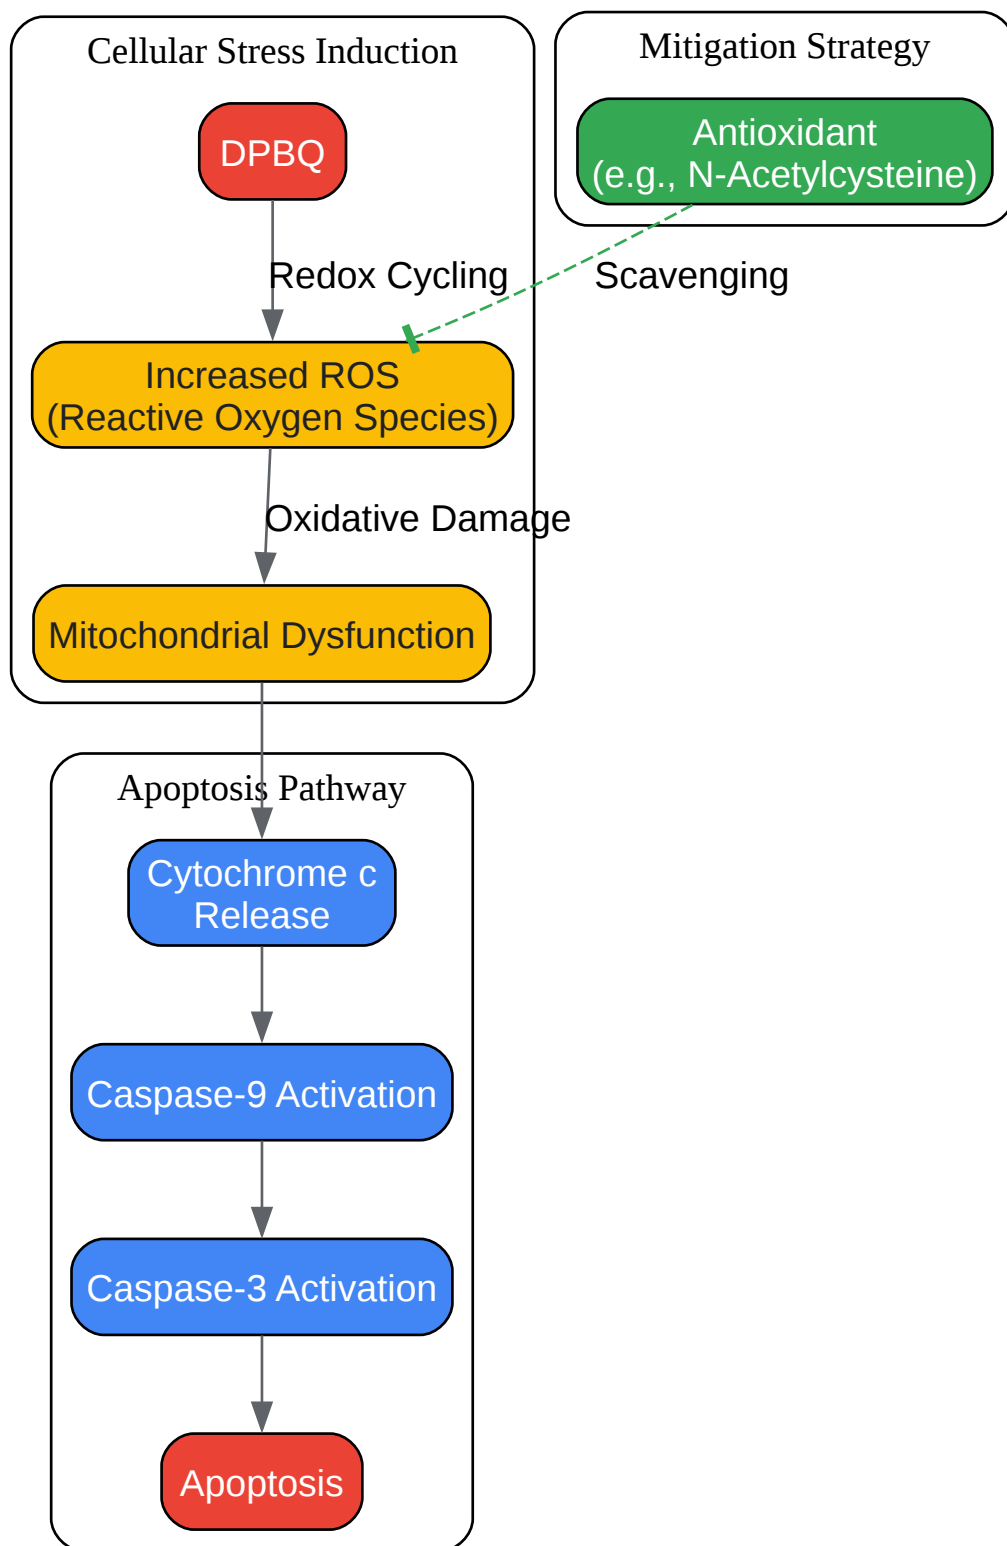 Cellular Stress Induction
Mitigation Strategy
DPBQ
Antioxidant
(e.g., N-Acetylcysteine)
Redox Cycling
Scavenging
Increased ROS
(Reactive Oxygen Species)
Oxidative Damage
Mitochondrial Dysfunction
Apoptosis Pathway
Cytochrome c
Release
Caspase-9 Activation
Caspase-3 Activation
Apoptosis